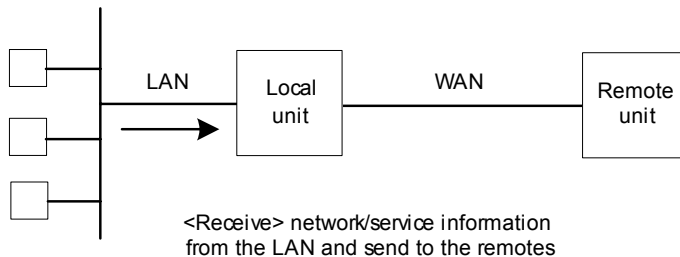 LAN
Local
unit
WAN
Remote
unit
<Receive> network/service information
from the LAN and send to the remotes